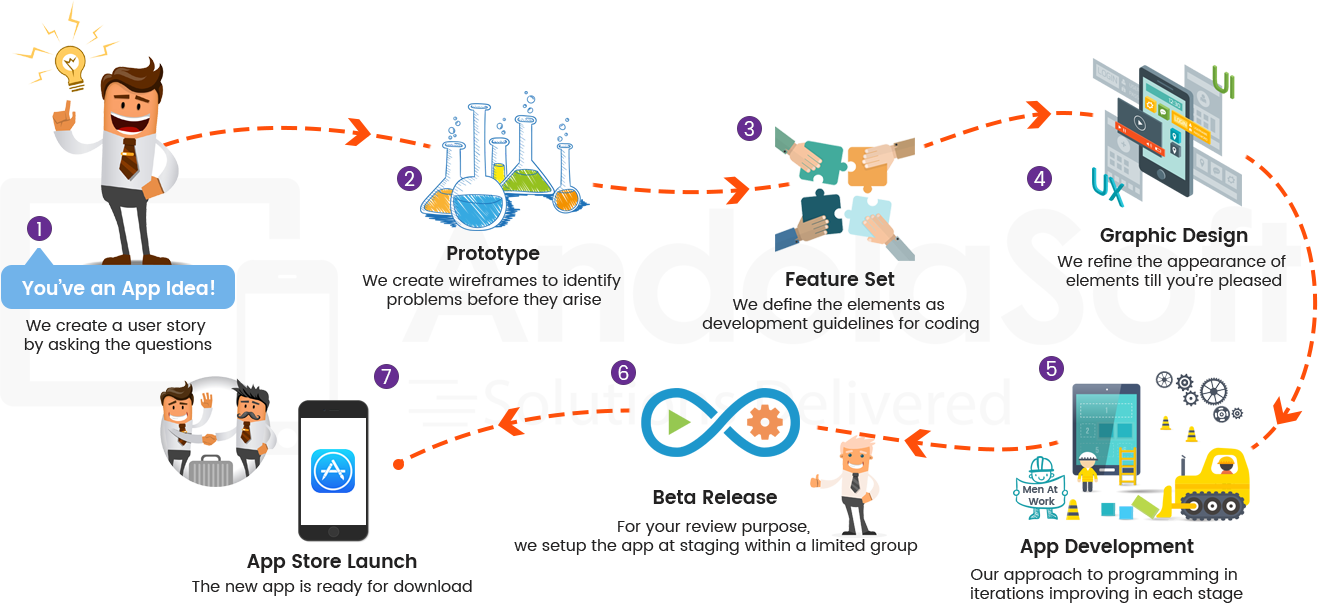 1
You've an App Idea!
We create a user story
by asking the questions
2
Prototype
We create wireframes to identify
problems before they arise
3
Feature Set
We define the elements as
development guidelines for coding
UI
UX
4
Graphic Design
We refine the appearance of
elements till you're pleased
5
Men At
Work
App Development
Our approach to programming in
iterations improving in each stage
6
Beta Release
For your review purpose,
we setup the app at staging within a limited group
7
App Store Launch
The new app is ready for download
AndolaSoft
Solutions Delivered